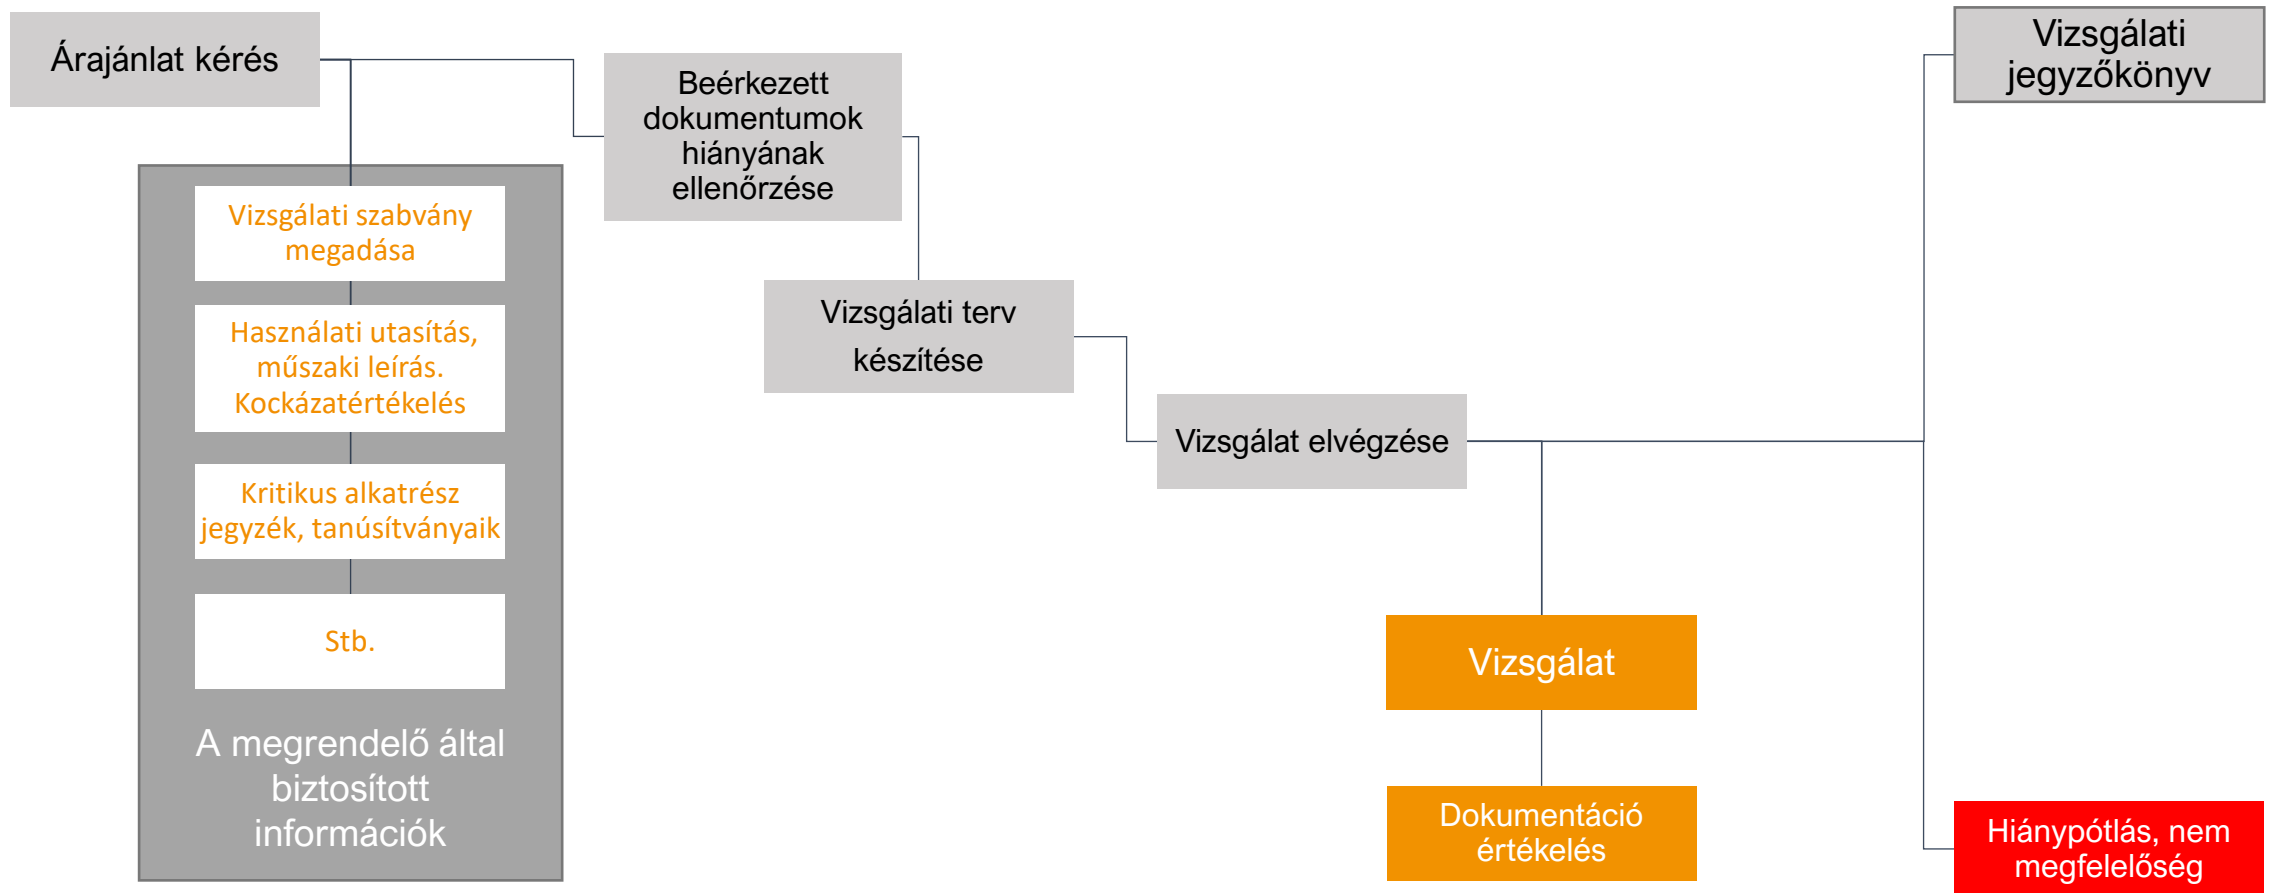 Árajánlat kérés
Vizsgálati szabvány
megadása
Használati utasítás,
műszaki leírás.
Kockázatértékelés
Kritikus alkatrész
jegyzék, tanúsítványaik
Stb.
A megrendelő által
biztosított
információk
Beérkezett
dokumentumok
hiányának
ellenőrzése
Vizsgálati terv
készítése
Vizsgálat elvégzése
Vizsgálat
Dokumentáció
értékelés
Vizsgálati
jegyzőkönyv
Hiánypótlás, nem
megfelelőség